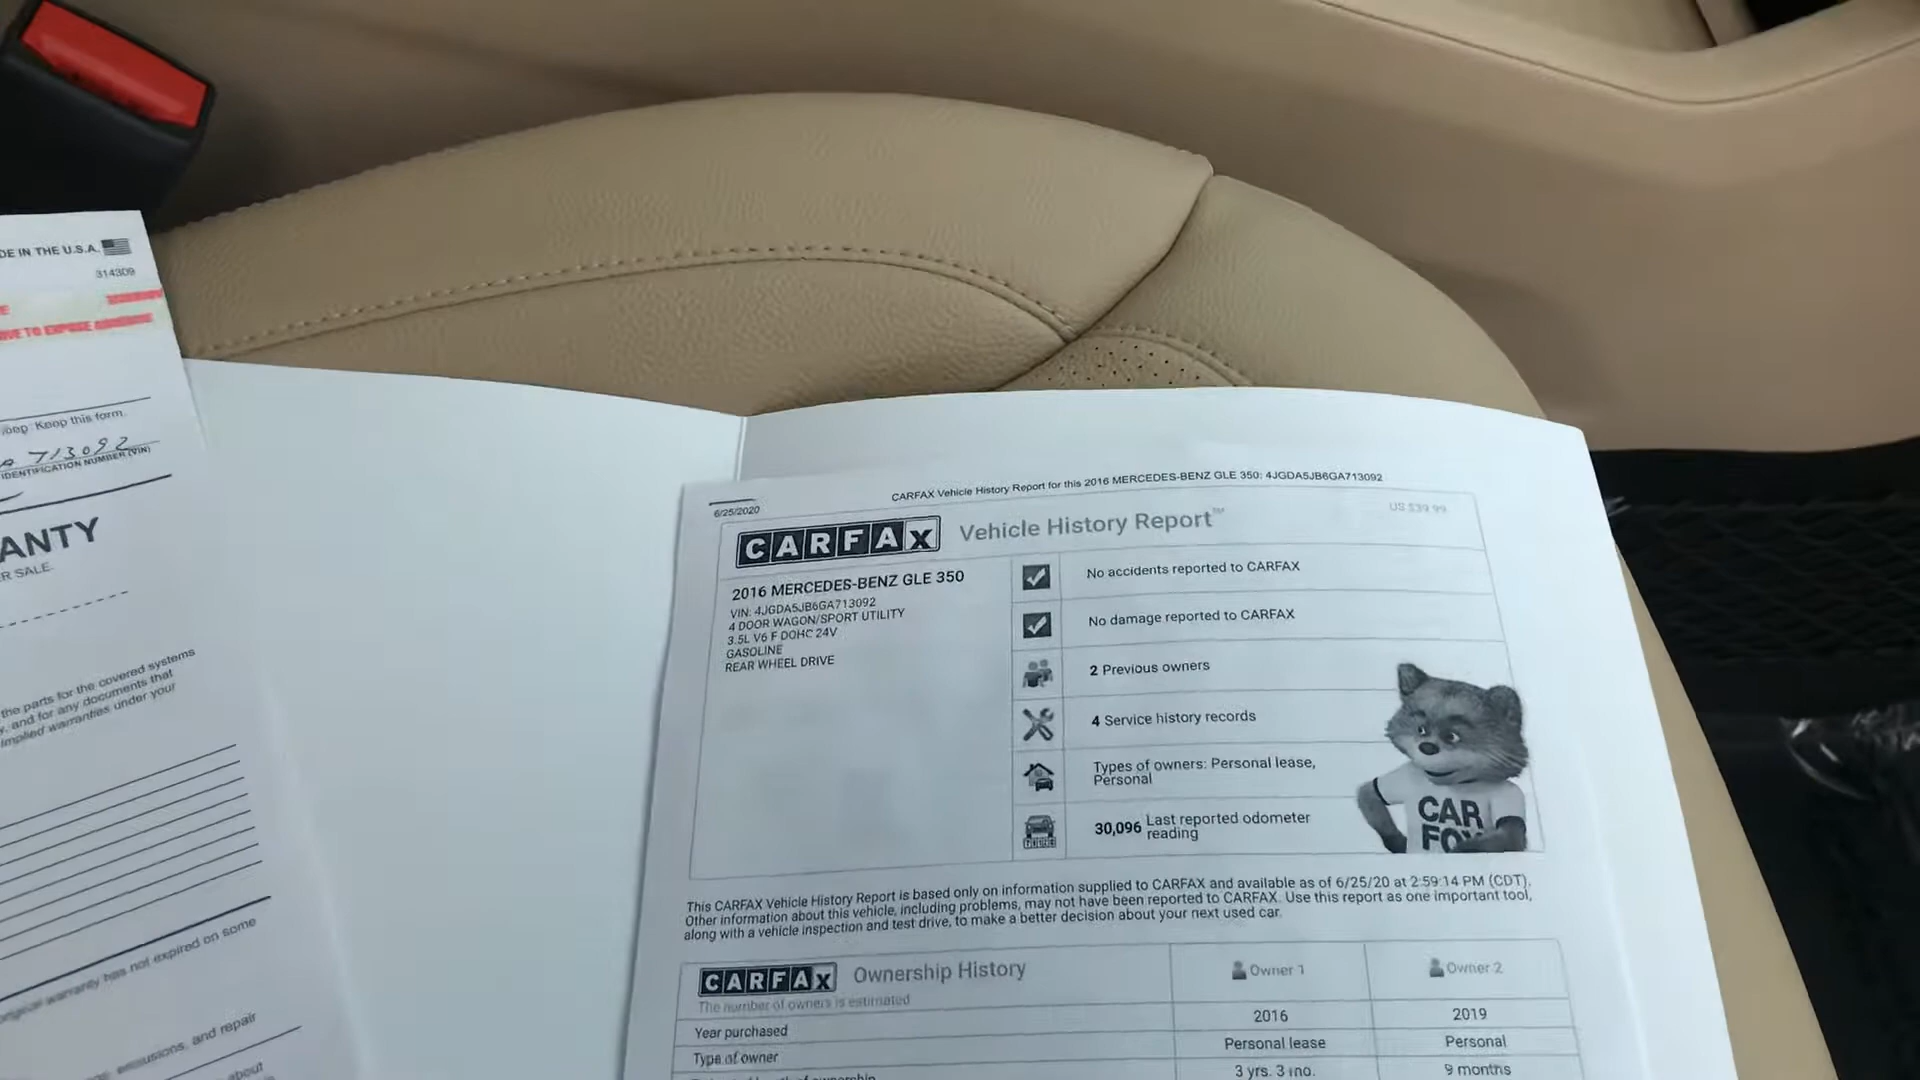 DE IN THE U.S.A.
314309
VE TO EXPOSE ADHESIVE
Keep this form.
713092
IDENTIFICATION NUMBER (VIN)
ANTY
R SALE.
the parts for the covered systems
and for any documents that
implied warranties under your
original warranty has not expired on some
emissions, and repair
about
CARFAX Vehicle History Report for this 2016 MERCEDES-BENZ GLE 350: 4JGDA5JB6GA713092
6/25/2020
US $39.99
CARFAX Vehicle History Report™
2016 MERCEDES-BENZ GLE 350
VIN: 4JGDA5JB6GA713092
4 DOOR WAGON/SPORT UTILITY
3.5L V6 F DOHC 24V
GASOLINE
REAR WHEEL DRIVE
No accidents reported to CARFAX
No damage reported to CARFAX
2 Previous owners
4 Service history records
Types of owners: Personal lease,
Personal
30,096 Last reported odometer
reading
CAR
FOX
This CARFAX Vehicle History Report is based only on information supplied to CARFAX and available as of 6/25/20 at 2:59:14 PM (CDT).
Other information about this vehicle, including problems, may not have been reported to CARFAX. Use this report as one important tool,
along with a vehicle inspection and test drive, to make a better decision about your next used car.
CARFAX Ownership History
The number of owners is estimated
Owner 1
Owner 2
Year purchased
2016
2019
Type of owner
Personal lease
Personal
3 yrs. 3 mo.
9 months